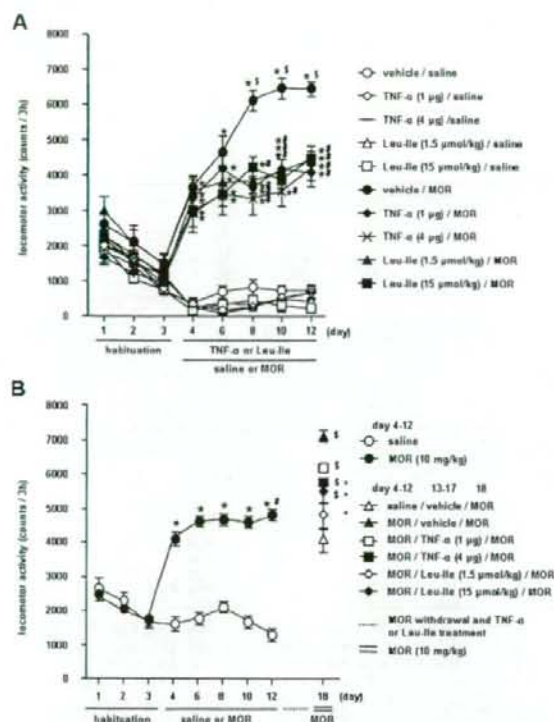 A
locomotor activity (counts / 3h)
8000
7000
6000
5000
4000
3000
2000
1000
0
1 2 3 4 6 8 10 12 (day)
habituation
TNF-α or Leu-Ile
saline or MOR
vehicle / saline
TNF-α (1 μg) / saline
TNF-α (4 μg) /saline
Leu-Ile (1.5 μmol/kg) / saline
Leu-Ile (15 μmol/kg) / saline
vehicle / MOR
TNF-α (1 μg) / MOR
TNF-α (4 μg) / MOR
Leu-Ile (1.5 μmol/kg) / MOR
Leu-Ile (15 μmol/kg) / MOR
B
locomotor activity (counts / 3h)
8000
7000
6000
5000
4000
3000
2000
1000
0
1 2 3 4 6 8 10 12 18 (day)
habituation saline or MOR MOR
day 4-12
saline
MOR (10 mg/kg)
day 4-12 13-17 18
saline / vehicle / MOR
MOR / vehicle / MOR
MOR / TNF-α (1 μg) / MOR
MOR / TNF-α (4 μg) / MOR
MOR / Leu-Ile (1.5 μmol/kg) / MOR
MOR / Leu-Ile (15 μmol/kg) / MOR
MOR withdrawal and TNF-α
or Leu-Ile treatment
MOR (10 mg/kg)